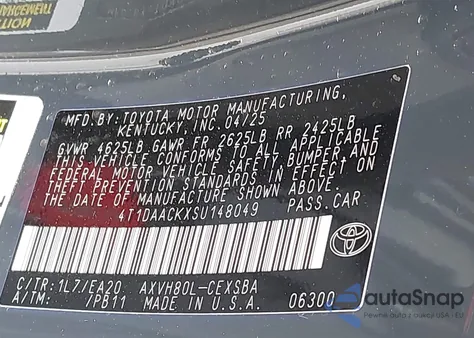 MFD. BY: TOYOTA MOTOR MANUFACTURING,
KENTUCKY, INC. 04/25
GVWR 4625LB GAWR FR 2625LB RR 2425LB
THIS VEHICLE CONFORMS TO ALL APPLICABLE
FEDERAL MOTOR VEHICLE SAFETY, BUMPER, AND
THEFT PREVENTION STANDARDS IN EFFECT ON
THE DATE OF MANUFACTURE SHOWN ABOVE.
4T1DAACKXSU148049 PASS.CAR
C/TR: 1L7/EA20 AXVH80L-CEXSBA
A/TM: /PB11 MADE IN U.S.A. 06300
autoSnap